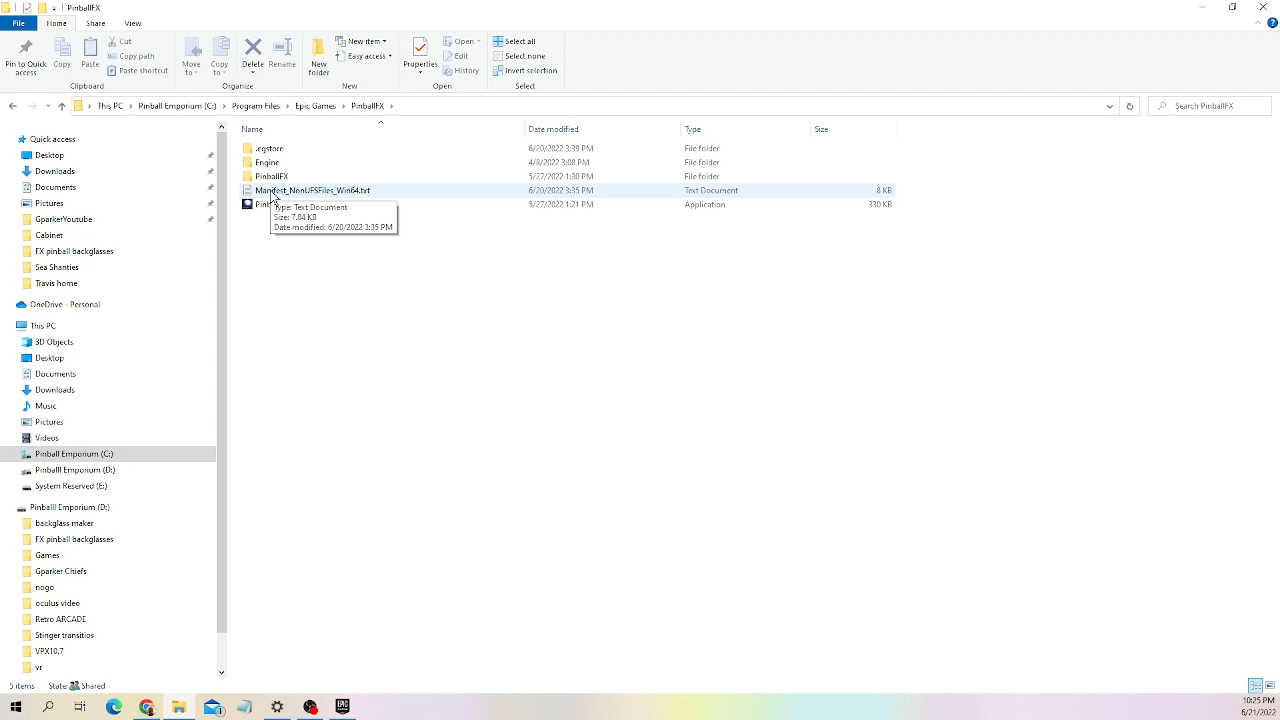 PinballFX
File Home Share View
Pin to Quick access
Copy
Paste
Cut
Copy path
Paste shortcut
Clipboard
Move to
Copy to
Delete
Rename
Organize
New folder
New item
Easy access
New
Properties
Open
Edit
History
Open
Select all
Select none
Invert selection
Select
This PC > Pinball Emporium (C:) > Program Files > Epic Games > PinballFX >
Search PinballFX
Name Date modified Type Size
.egstore 6/20/2022 3:39 PM File folder
Engine 4/8/2022 3:08 PM File folder
PinballFX 5/27/2022 1:30 PM File folder
Manifest_NonUFSFiles_Win64.txt 6/20/2022 3:35 PM Text Document 8 KB
5/27/2022 1:21 PM Application 330 KB
Type: Text Document
Size: 7.84 KB
Date modified: 6/20/2022 3:35 PM
Quick access
Desktop
Downloads
Documents
Pictures
GparkerYoutube
Cabinet
FX pinball backglasses
Sea Shanties
Travis home
OneDrive - Personal
This PC
3D Objects
Desktop
Documents
Downloads
Music
Pictures
Videos
Pinball Emporium (C:)
Pinballl Emporium (D:)
System Reserved (E:)
Pinballl Emporium (D:)
backglass maker
FX pinball backglasses
Games
Gparker Chiefs
nogo
oculus video
Retro ARCADE
Stinger transitios
VPX10.7
vr
5 items State: Shared
10:25 PM
6/21/2022